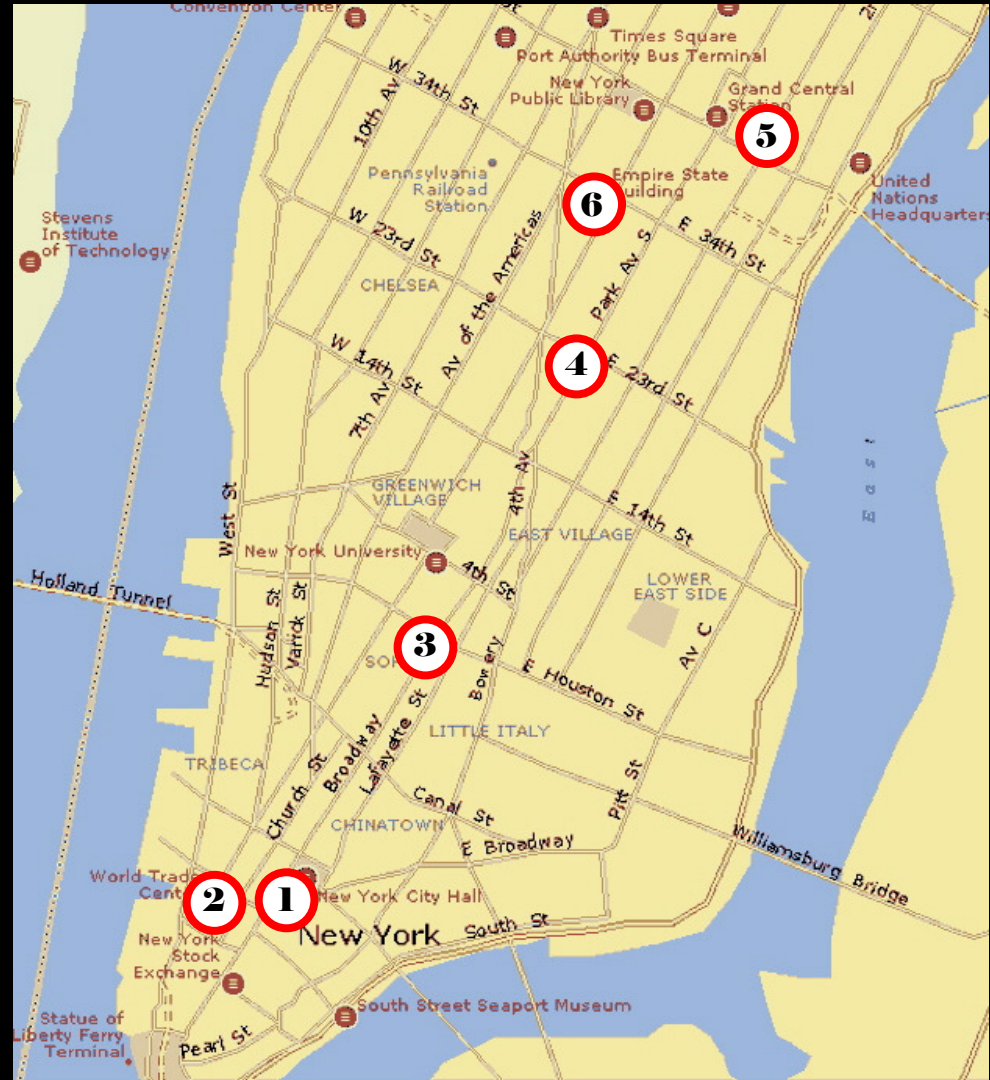 Convention Center
St
Times Square
Port Authority Bus Terminal
W 34th St
New York
Public Library
Grand Central
Station
10th Av
5
Pennsylvania
Railroad
Station
Empire State
uilding
6
United
Nations
Headquarters
Stevens
Institute
of Technology
W 23rd St
E 34th St
Park Av S
CHELSEA
Av of the Americas
W 14th St
4
E 23rd St
7th Av
East
GREENWICH
VILLAGE
4th Av
West St
E 14th St
EAST VILLAGE
New York University
4th St
LOWER
EAST SIDE
Holland Tunnel
Hudson St
Varick St
3
SO
Av C
Bowery
E Houston St
Lafayette St
LITTLE ITALY
Broadway
TRIBECA
Church St
Pitt St
Canal St
CHINATOWN
E Broadway
Williamsburg Bridge
World Trade
Cent
2
1
New York City Hall
New York
South St
New York
Stock
Exchange
South Street Seaport Museum
Statue of
Liberty Ferry
Terminal
Pearl St